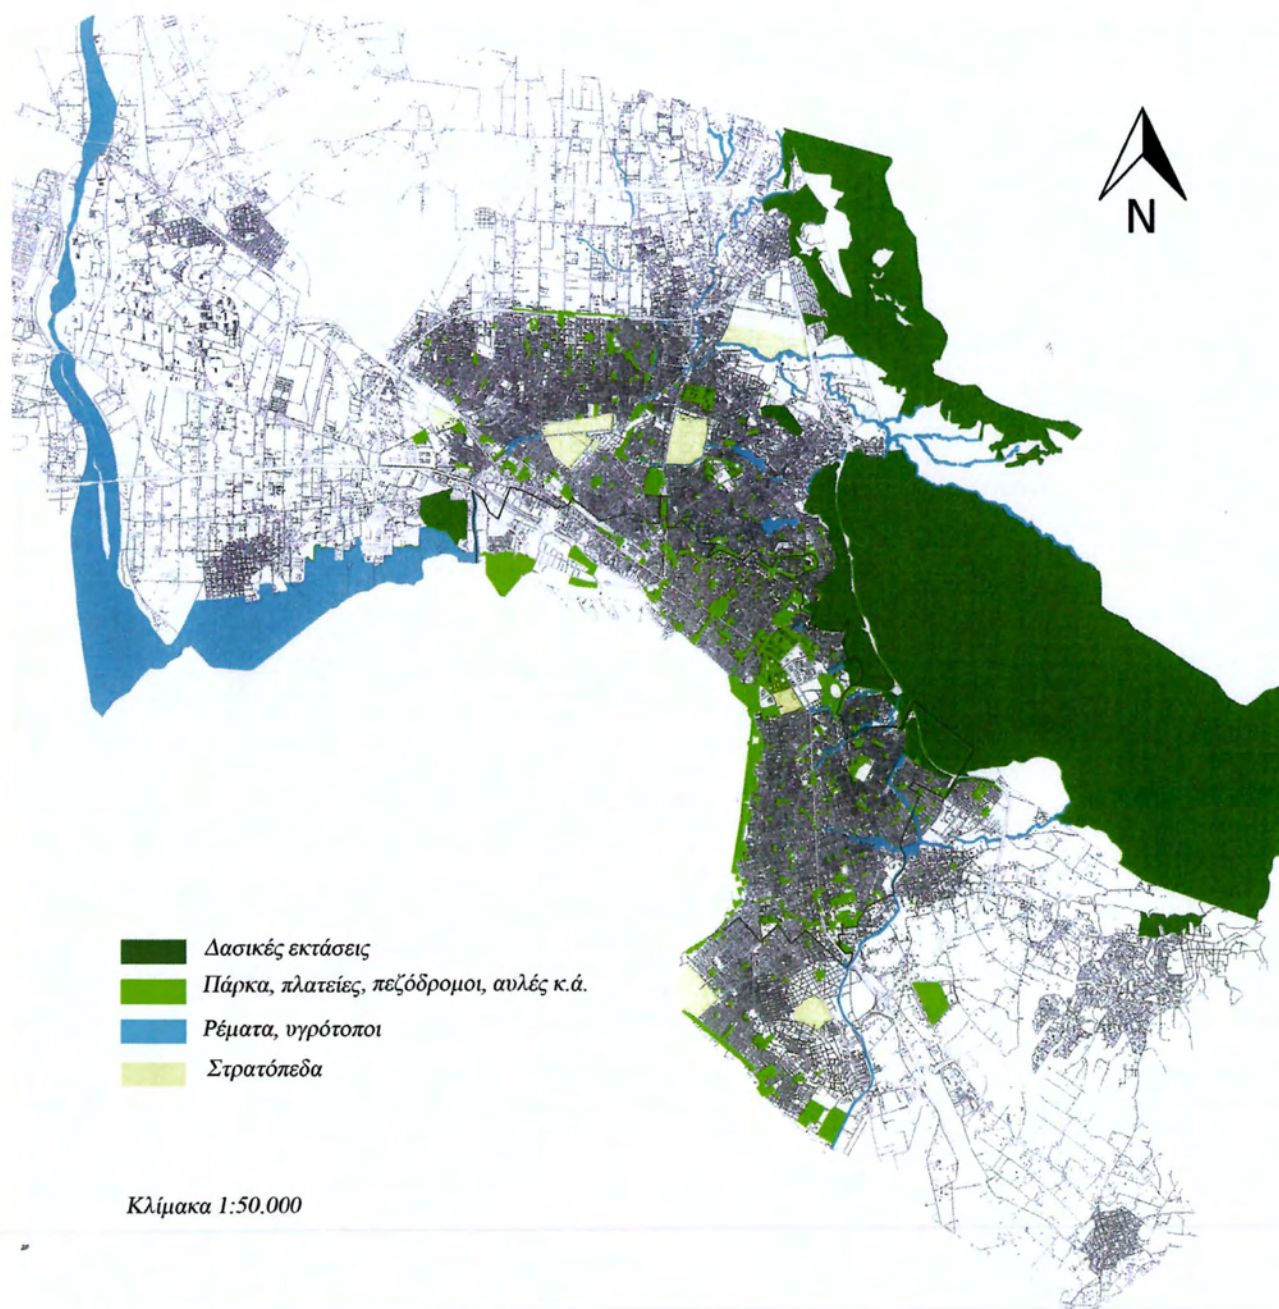 N
Δασικές εκτάσεις
Πάρκα, πλατείες, πεζόδρομοι, αυλές κ.ά.
Ρέματα, υγρότοποι
Στρατόπεδα
Κλίμακα 1:50.000